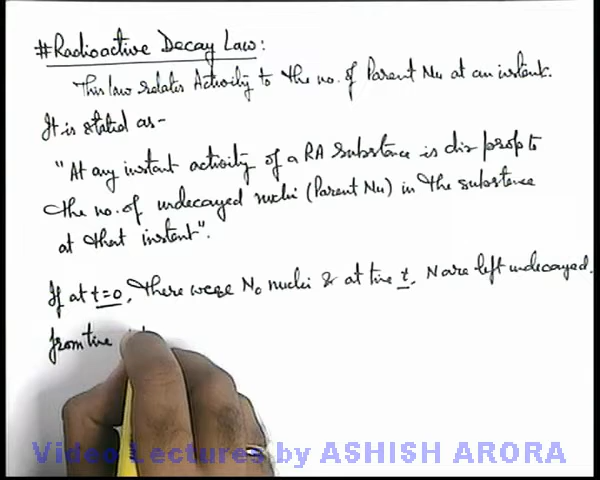 #Radioactive Decay Law:
This law relates Activity to the no. of Parent Nu at an instant.
It is stated as-
"At any instant activity of a RA Substance is dir prop to
the no. of undecayed nuclei (Parent Nu) in the substance
at that instant".
If at t=0, there were N₀ nuclei & at time t, N are left undecayed.
from time
Video Lectures by ASHISH ARORA